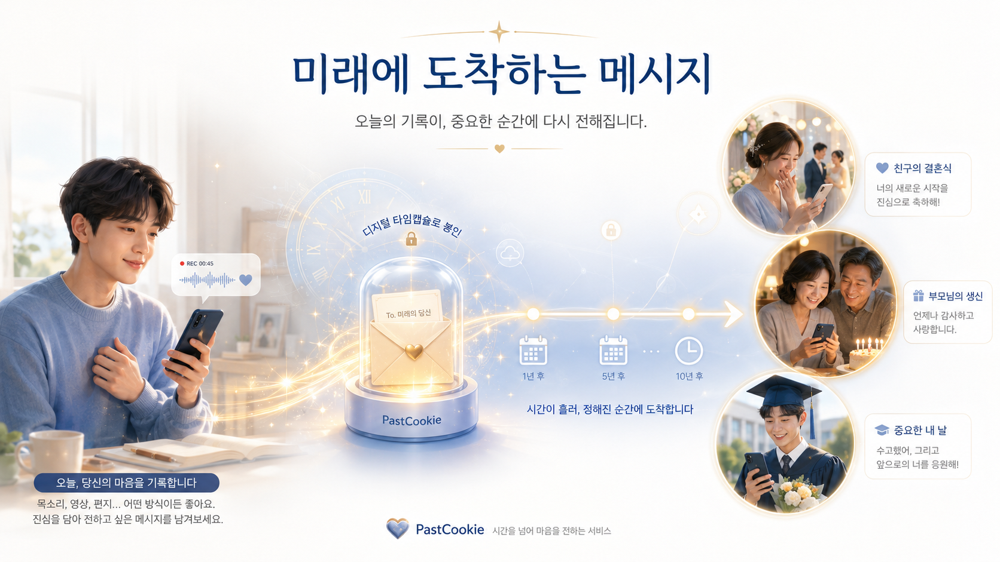 미래에 도착하는 메시지
오늘의 기록이, 중요한 순간에 다시 전해집니다.
REC 00:45
오늘, 당신의 마음을 기록합니다
목소리, 영상, 편지... 어떤 방식이든 좋아요.
진심을 담아 전하고 싶은 메시지를 남겨보세요.
XII
XI
X
IX
VIII
디지털 타임캡슐로 봉인
To. 미래의 당신
PastCookie
1년 후
5년 후
10년 후
시간이 흘러, 정해진 순간에 도착합니다
친구의 결혼식
너의 새로운 시작을
진심으로 축하해!
부모님의 생신
언제나 감사하고
사랑합니다.
중요한 내 날
수고했어, 그리고
앞으로의 너를 응원해!
PastCookie 시간을 넘어 마음을 전하는 서비스